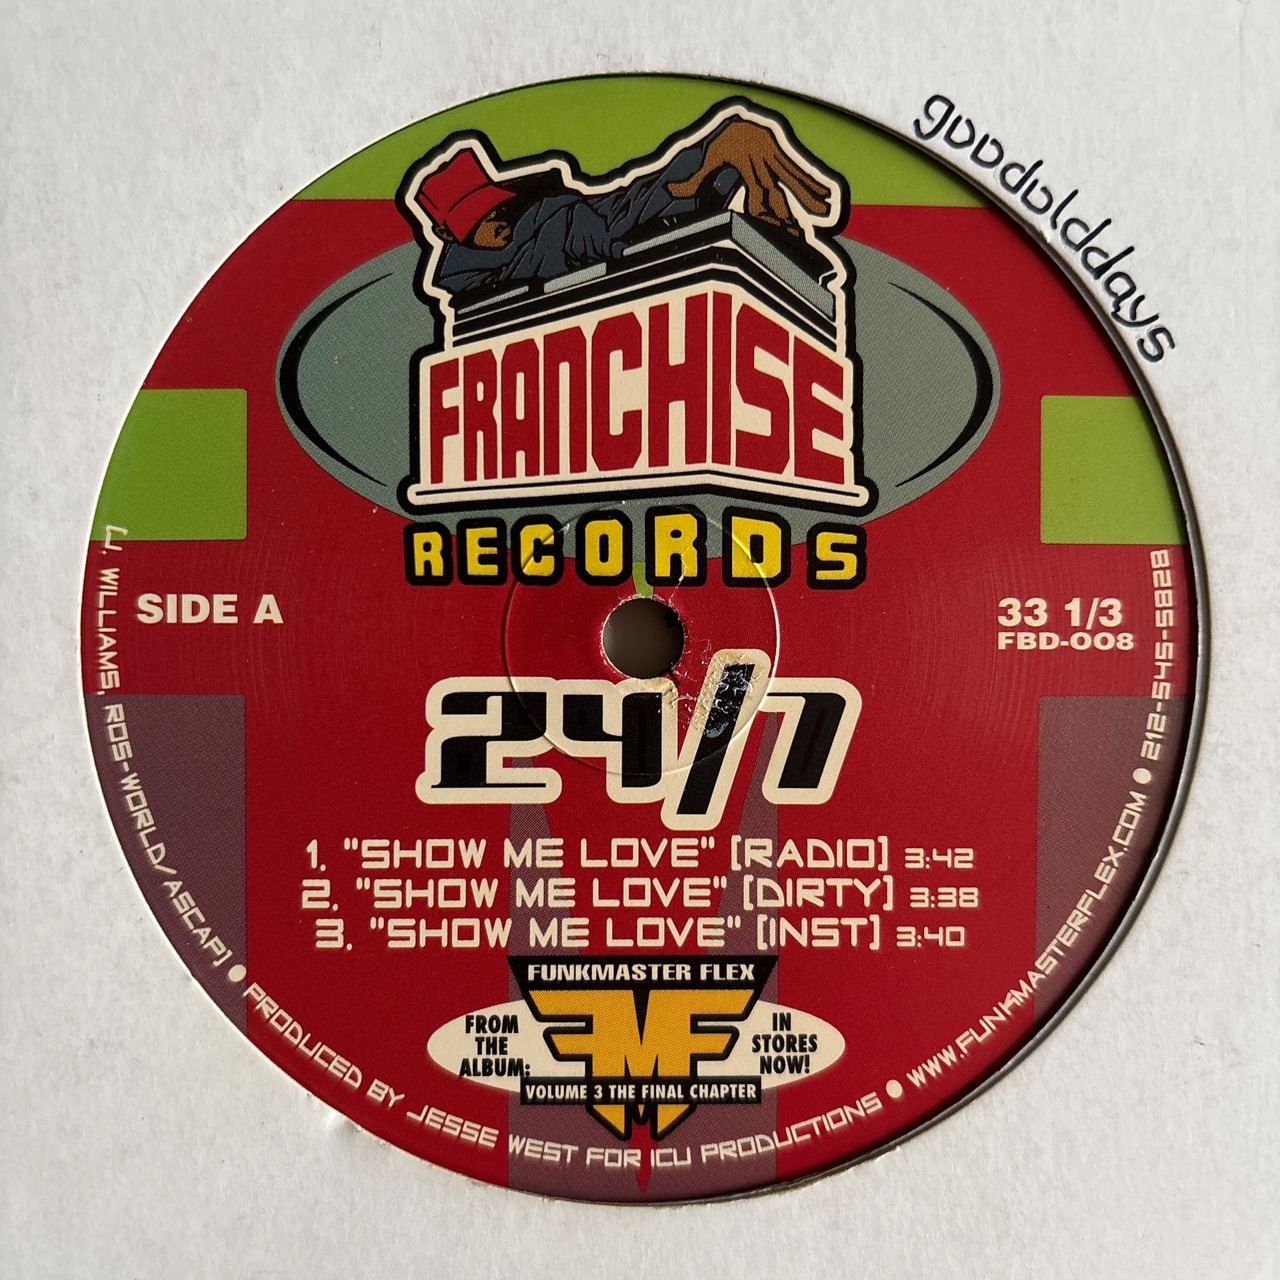 goodolddays
FRANCHISE
RECORDS
SIDE A
33 1/3
FBD-008
24/7
1. "SHOW ME LOVE" [RADIO] 3:42
2. "SHOW ME LOVE" [DIRTY] 3:38
3. "SHOW ME LOVE" [INST] 3:40
FUNKMASTER FLEX
FMF
FROM
THE
ALBUM:
IN
STORES
NOW!
VOLUME 3 THE FINAL CHAPTER
WILLIAMS, ROS-WORLD/ASCAP] ● PRODUCED BY JESSE WEST FOR ICU PRODUCTIONS ● WWW.FUNKMASTERFLEX.COM ● 212-545-5828